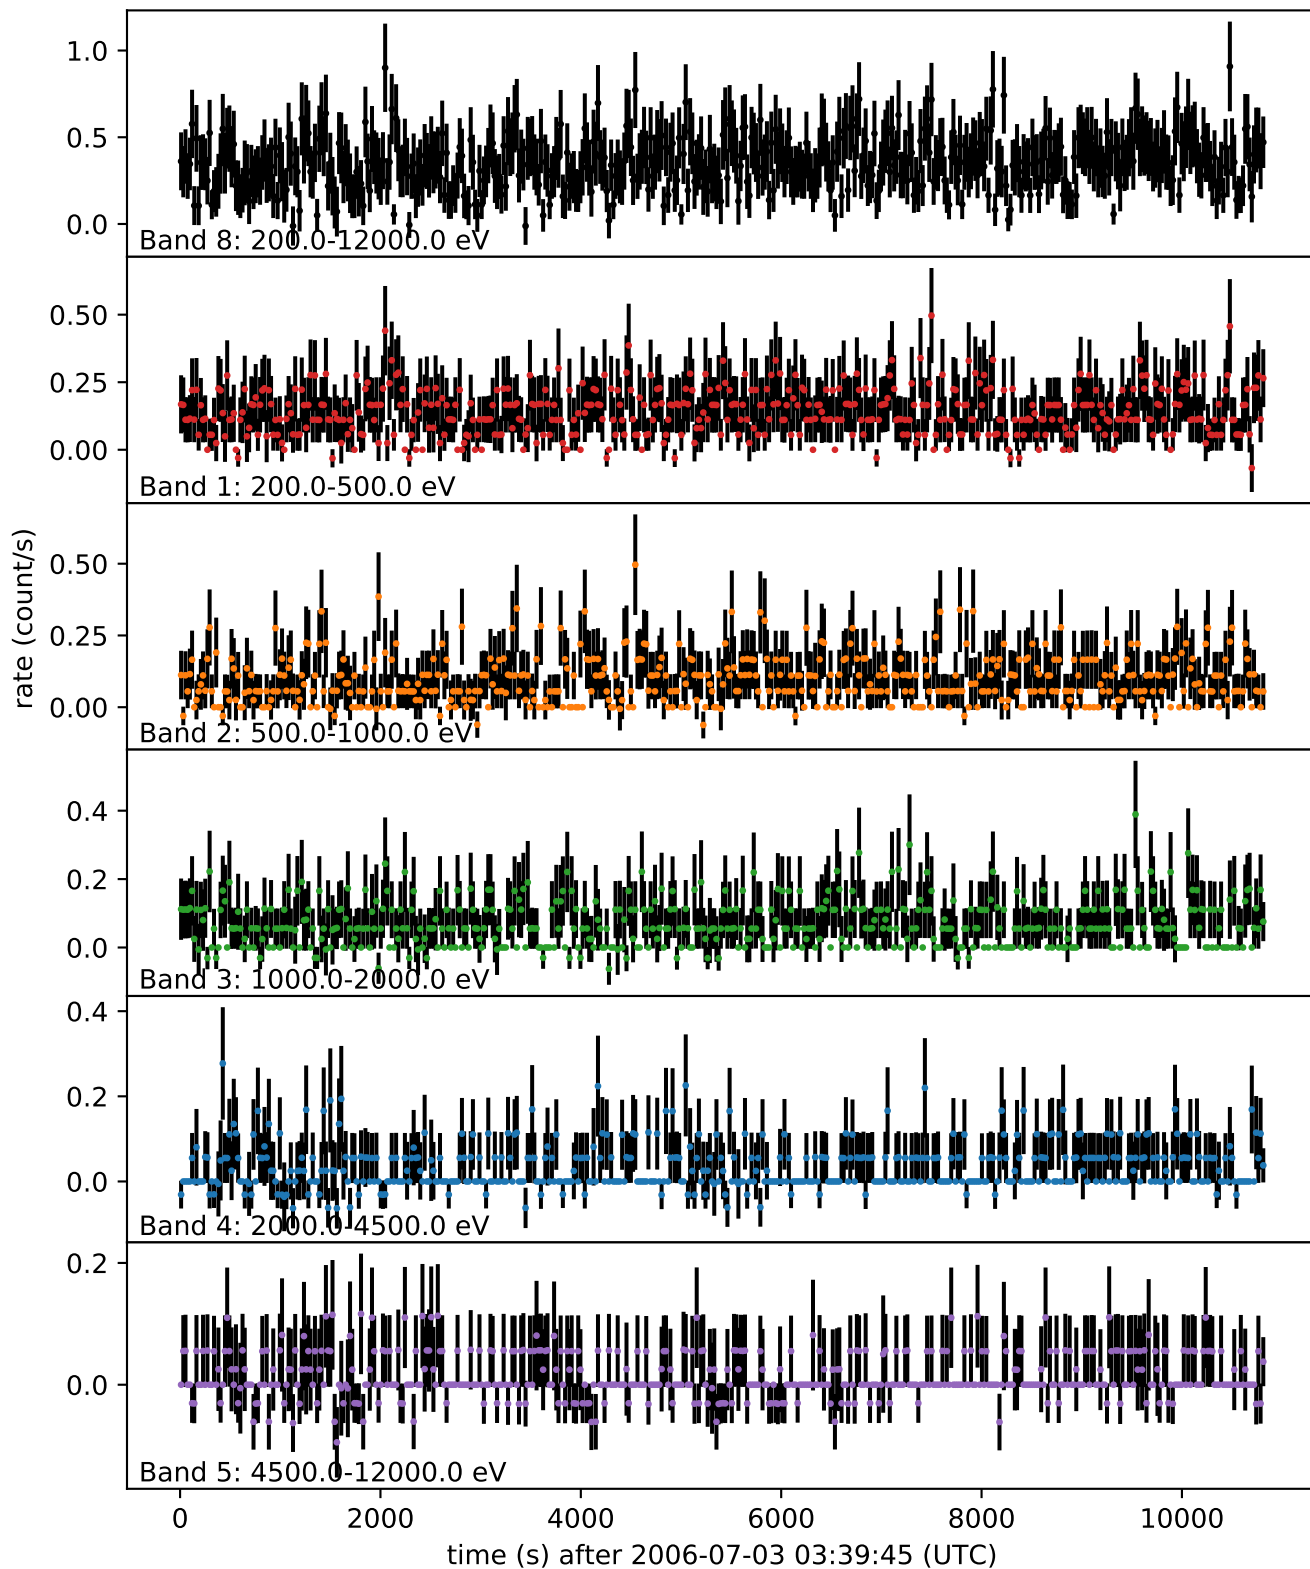 1.0
0.5
0.0
Band 8: 200.0-12000.0 eV
0.50
0.25
0.00
Band 1: 200.0-500.0 eV
rate (count/s)
0.50
0.25
0.00
Band 2: 500.0-1000.0 eV
0.4
0.2
0.0
Band 3: 1000.0-2000.0 eV
0.4
0.2
0.0
Band 4: 2000.0-4500.0 eV
0.2
0.0
Band 5: 4500.0-12000.0 eV
0 2000 4000 6000 8000 10000
time (s) after 2006-07-03 03:39:45 (UTC)